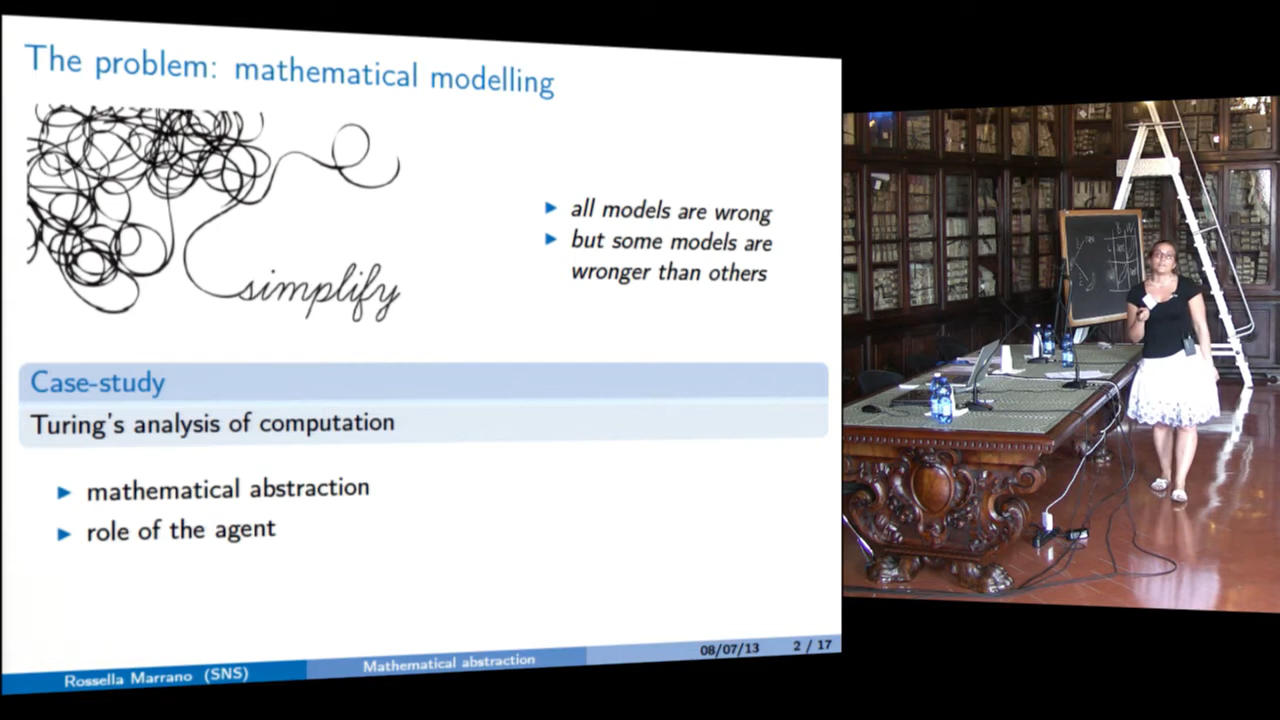 The problem: mathematical modelling
simplify
▶ all models are wrong
▶ but some models are
wronger than others
Case-study
Turing's analysis of computation
▶ mathematical abstraction
▶ role of the agent
Rossella Marrano (SNS)
Mathematical abstraction
08/07/13
2 / 17